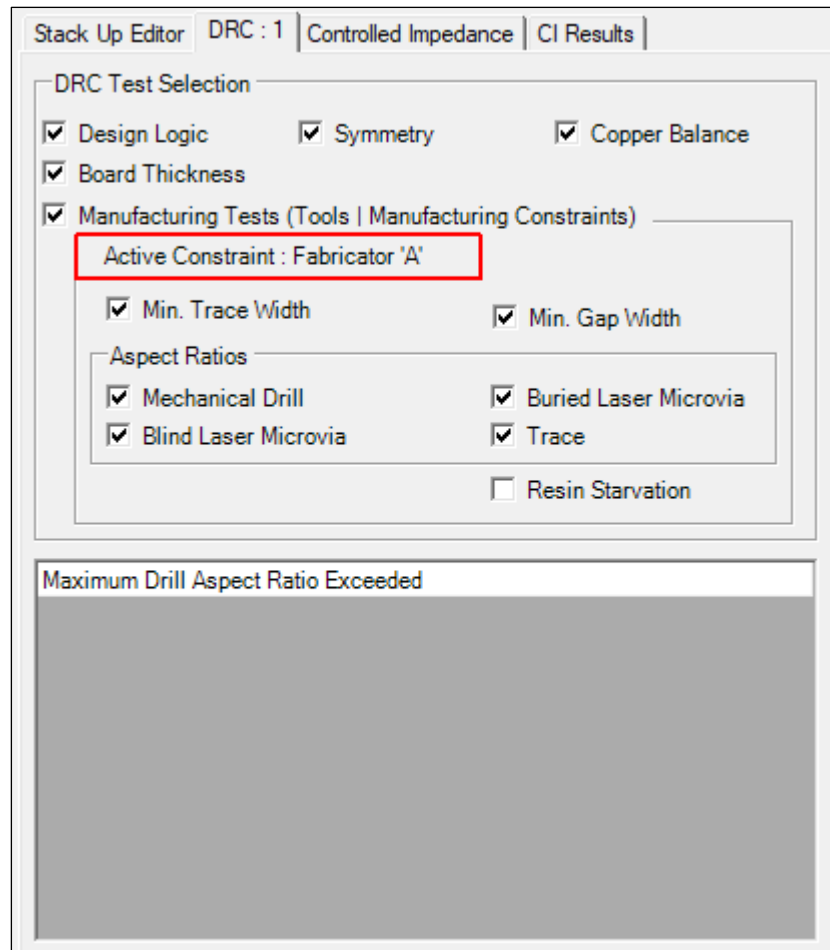 Stack Up Editor DRC : 1 Controlled Impedance CI Results
DRC Test Selection
Design Logic Symmetry Copper Balance
Board Thickness
Manufacturing Tests (Tools | Manufacturing Constraints)
Active Constraint : Fabricator 'A'
Min. Trace Width Min. Gap Width
Aspect Ratios
Mechanical Drill Buried Laser Microvia
Blind Laser Microvia Trace
Resin Starvation
Maximum Drill Aspect Ratio Exceeded